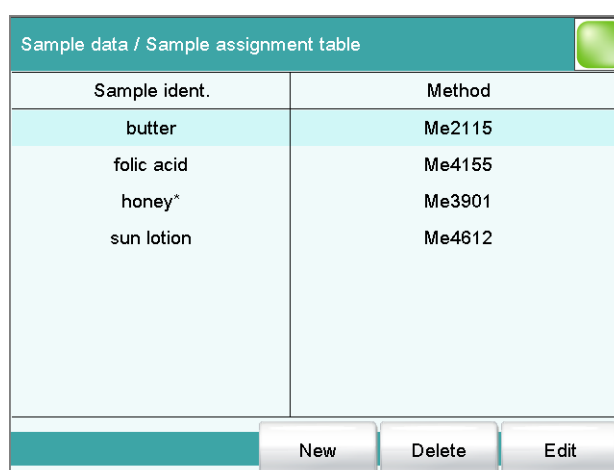 Sample data / Sample assignment table
Sample ident. Method
butter Me2115
folic acid Me4155
honey* Me3901
sun lotion Me4612
New Delete Edit